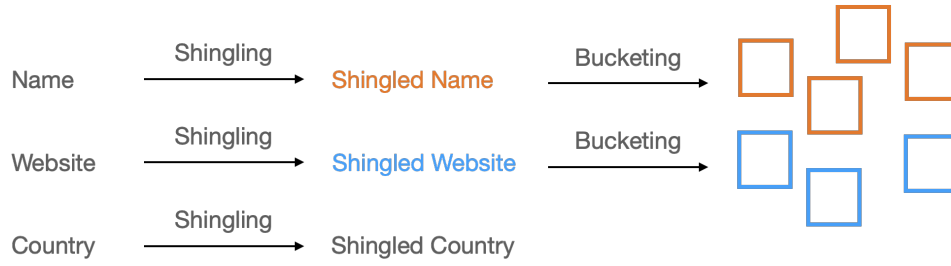 Name
Shingling
Shingled Name
Bucketing
Website
Shingling
Shingled Website
Bucketing
Country
Shingling
Shingled Country